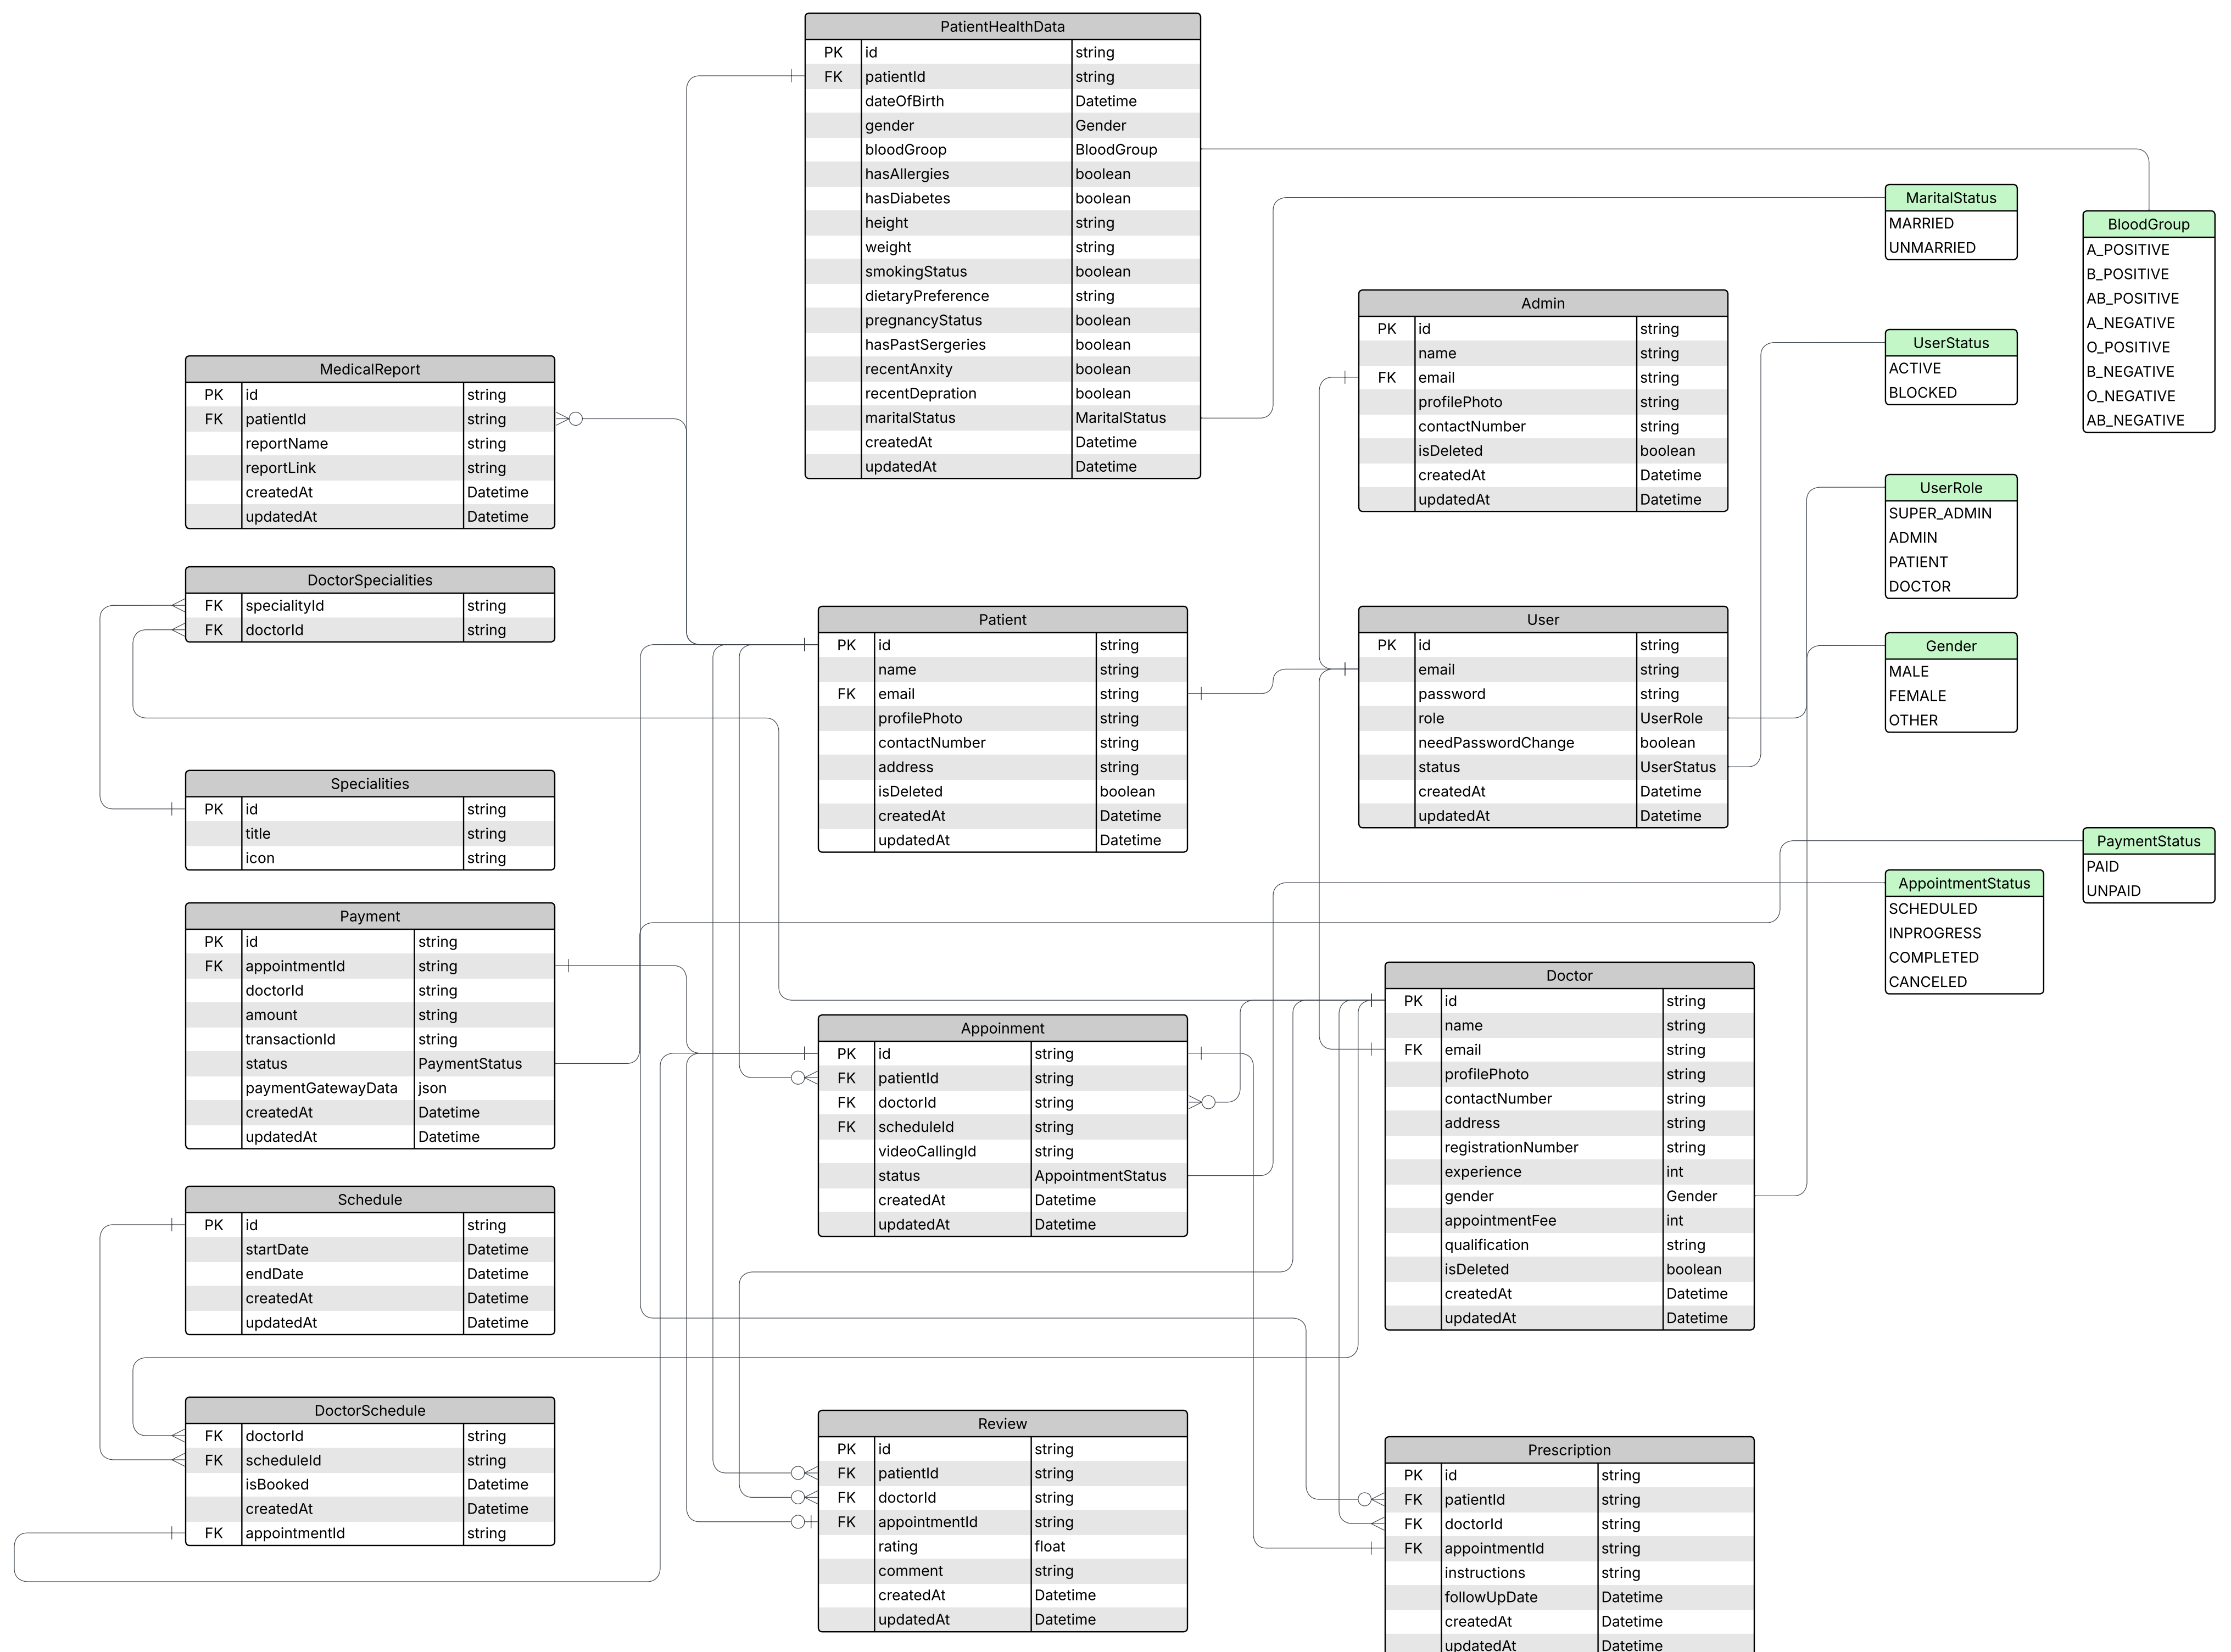 PatientHealthData
PK id string
FK patientId string
dateOfBirth Datetime
gender Gender
bloodGroop BloodGroup
hasAllergies boolean
hasDiabetes boolean
height string
weight string
smokingStatus boolean
dietaryPreference string
pregnancyStatus boolean
hasPastSergeries boolean
recentAnxity boolean
recentDepration boolean
maritalStatus MaritalStatus
createdAt Datetime
updatedAt Datetime
MaritalStatus
MARRIED
UNMARRIED
BloodGroup
A_POSITIVE
B_POSITIVE
AB_POSITIVE
A_NEGATIVE
O_POSITIVE
B_NEGATIVE
O_NEGATIVE
AB_NEGATIVE
Admin
PK id string
name string
FK email string
profilePhoto string
contactNumber string
isDeleted boolean
createdAt Datetime
updatedAt Datetime
UserStatus
ACTIVE
BLOCKED
MedicalReport
PK id string
FK patientId string
reportName string
reportLink string
createdAt Datetime
updatedAt Datetime
UserRole
SUPER_ADMIN
ADMIN
PATIENT
DOCTOR
DoctorSpecialities
FK specialityId string
FK doctorId string
Patient
PK id string
name string
FK email string
profilePhoto string
contactNumber string
address string
isDeleted boolean
createdAt Datetime
updatedAt Datetime
User
PK id string
email string
password string
role UserRole
needPasswordChange boolean
status UserStatus
createdAt Datetime
updatedAt Datetime
Gender
MALE
FEMALE
OTHER
Specialities
PK id string
title string
icon string
PaymentStatus
PAID
UNPAID
AppointmentStatus
SCHEDULED
INPROGRESS
COMPLETED
CANCELED
Payment
PK id string
FK appointmentId string
doctorId string
amount string
transactionId string
status PaymentStatus
paymentGatewayData json
createdAt Datetime
updatedAt Datetime
Doctor
PK id string
name string
FK email string
profilePhoto string
contactNumber string
address string
registrationNumber string
experience int
gender Gender
appointmentFee int
qualification string
isDeleted boolean
createdAt Datetime
updatedAt Datetime
Appoinment
PK id string
FK patientId string
FK doctorId string
FK scheduleId string
videoCallingId string
status AppointmentStatus
createdAt Datetime
updatedAt Datetime
Schedule
PK id string
startDate Datetime
endDate Datetime
createdAt Datetime
updatedAt Datetime
DoctorSchedule
FK doctorId string
FK scheduleId string
isBooked Datetime
createdAt Datetime
FK appointmentId string
Review
PK id string
FK patientId string
FK doctorId string
FK appointmentId string
rating float
comment string
createdAt Datetime
updatedAt Datetime
Prescription
PK id string
FK patientId string
FK doctorId string
FK appointmentId string
instructions string
followUpDate Datetime
createdAt Datetime
updatedAt Datetime